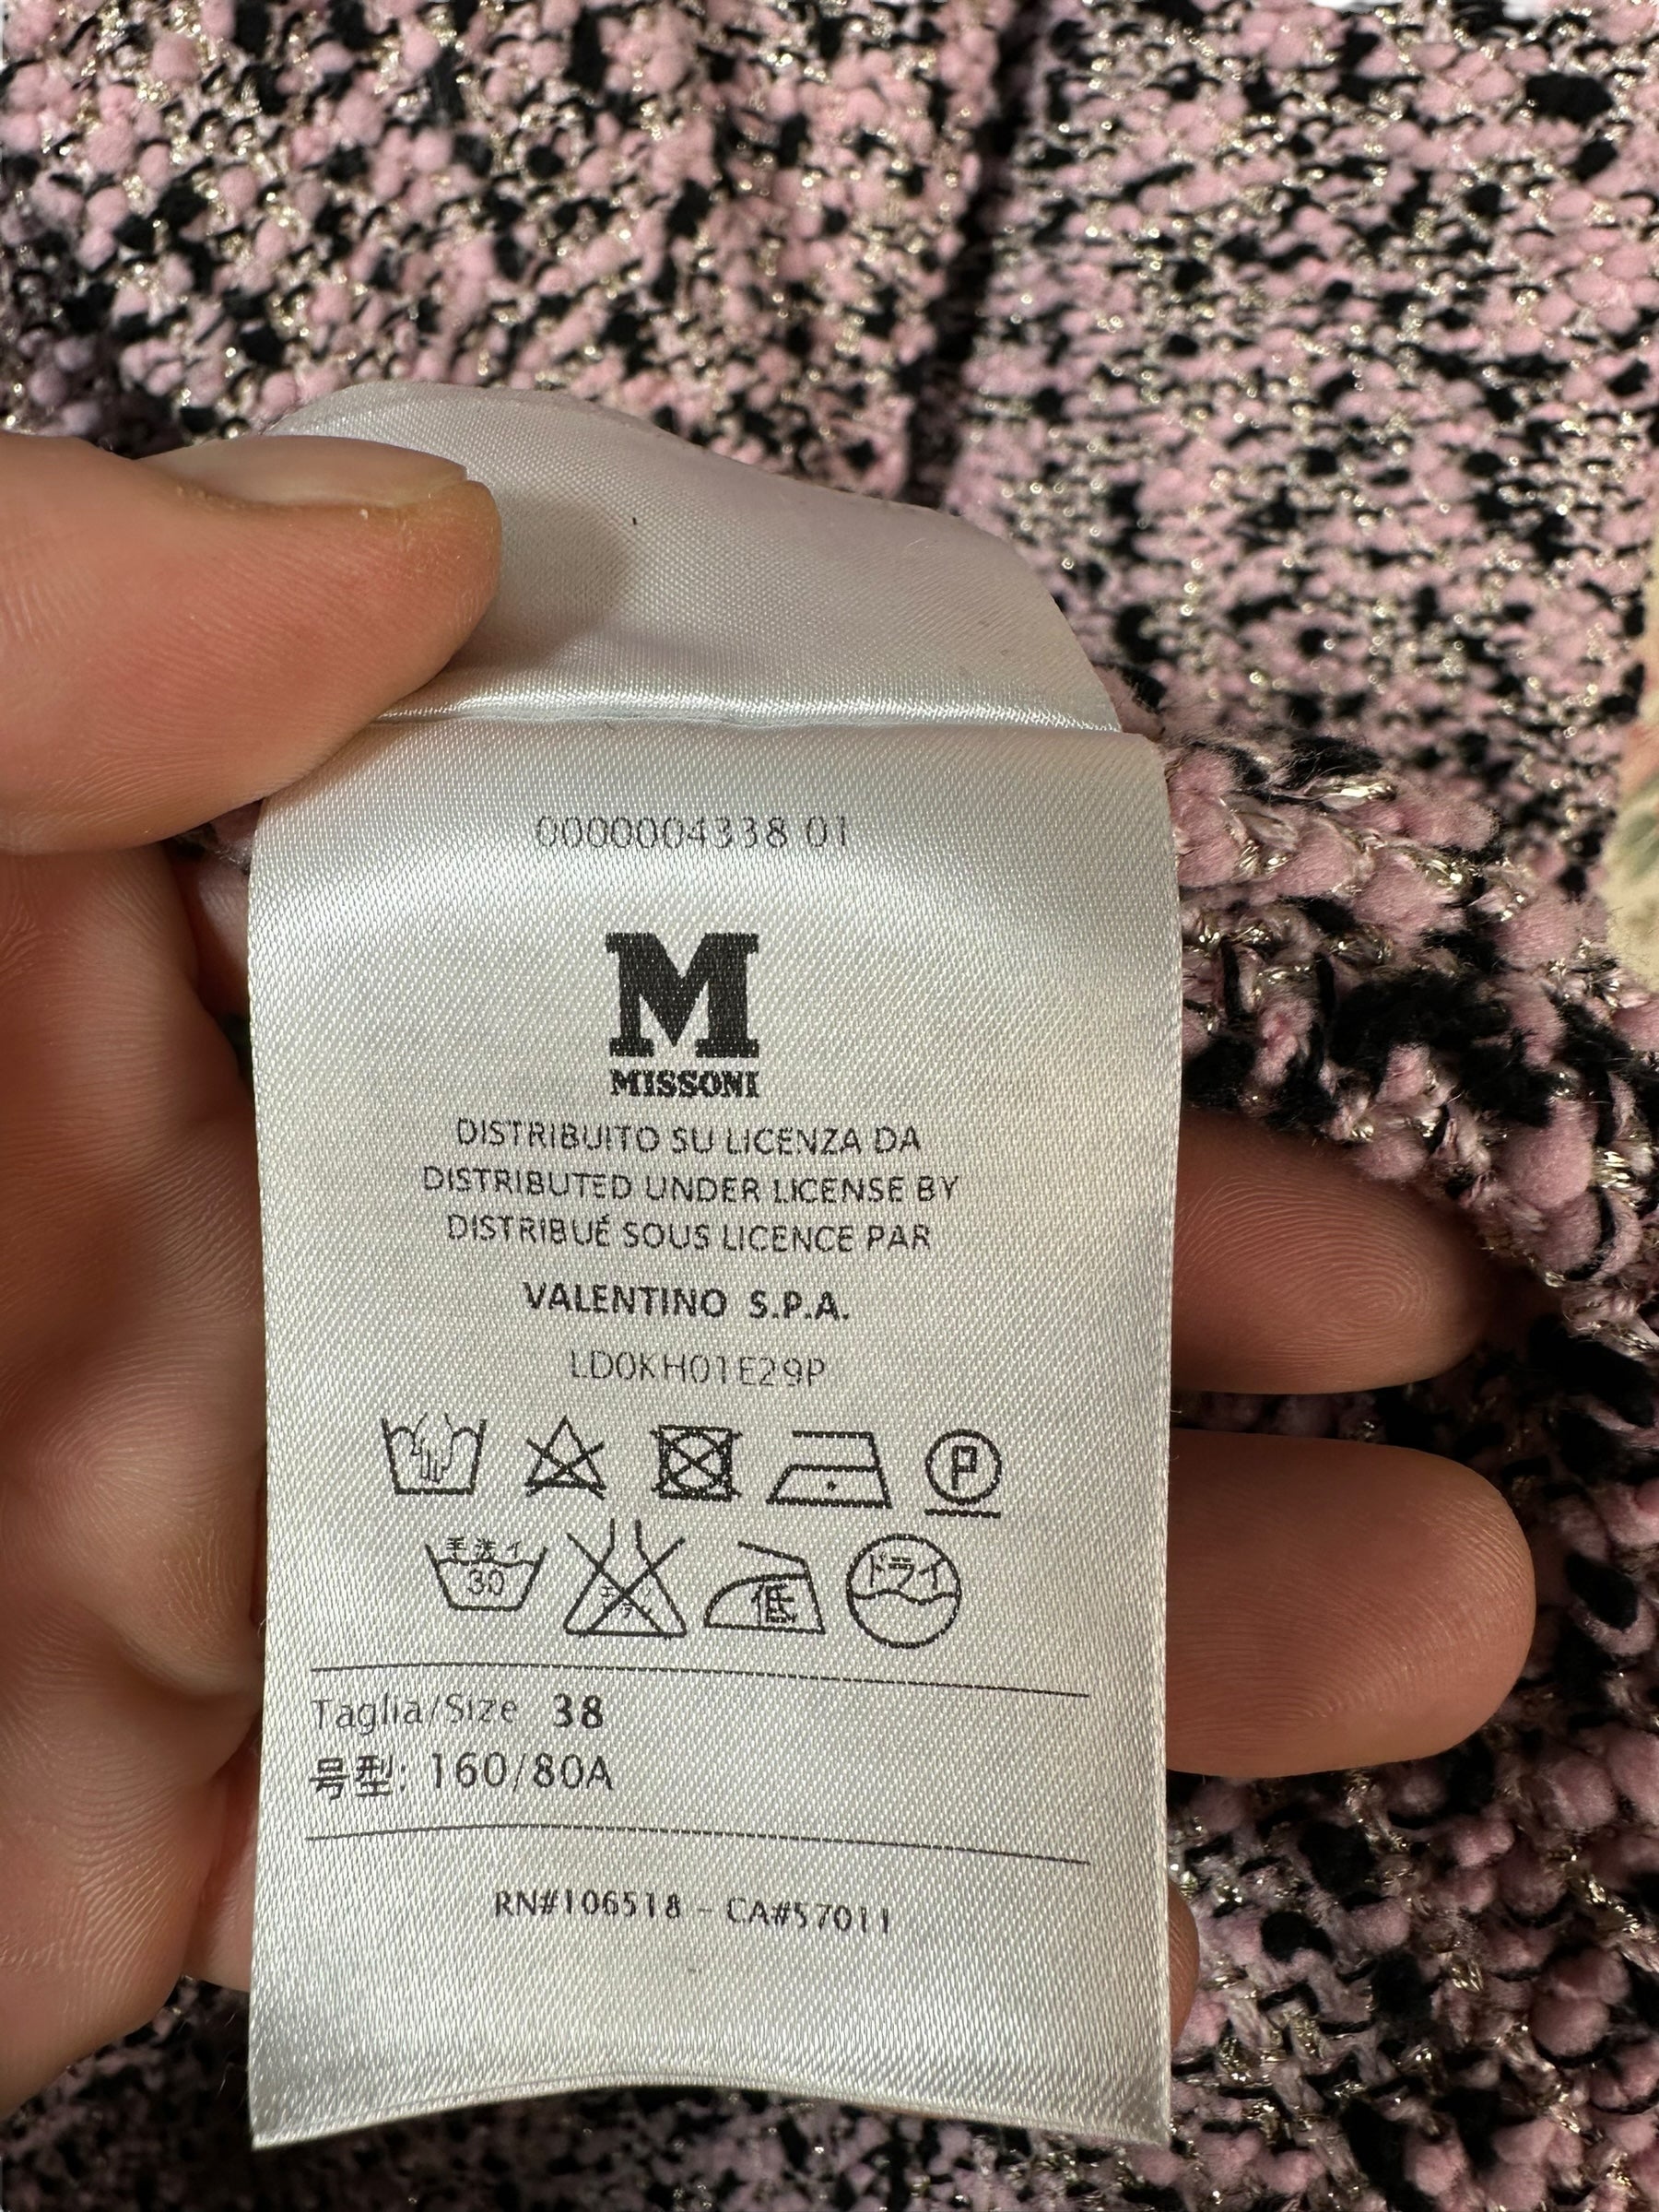 0000004338 01
M
MISSONI
DISTRIBUITO SU LICENZA DA
DISTRIBUTED UNDER LICENSE BY
DISTRIBUÉ SOUS LICENCE PAR
VALENTINO S.P.A.
LD0KH01E29P
P
手洗イ
30
低
ドライ
Taglia/Size 38
号型: 160/80A
RN#106518 - CA#57011